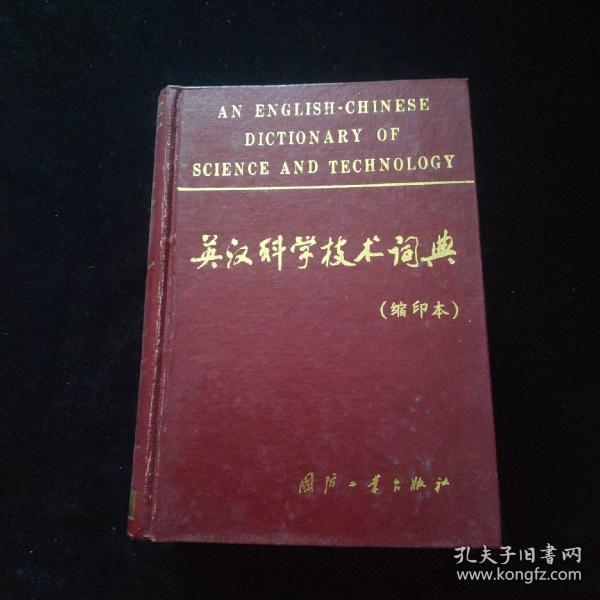 AN ENGLISH-CHINESE
DICTIONARY OF
SCIENCE AND TECHNOLOGY
英汉科学技术词典
(缩印本)
国防工业出版社
孔夫子旧书网
www.kongfz.com